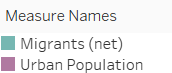 Measure Names
Migrants (net)
Urban Population